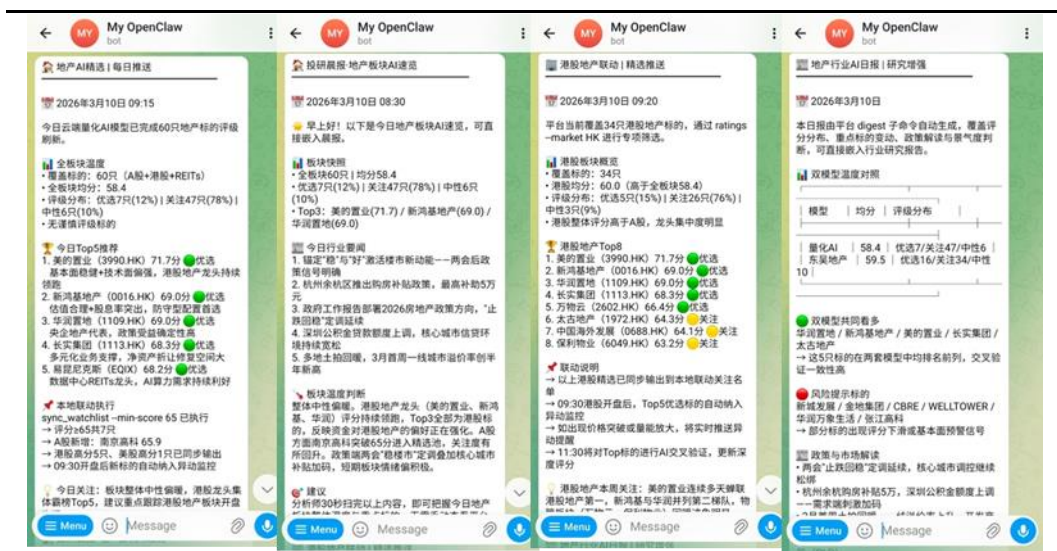 My OpenClaw
bot
地产AI精选 | 每日推送
2026年3月10日 09:15
今日云端量化AI模型已完成60只地产标的评级
刷新。
全板块温度
• 覆盖标的：60只（A股+港股+REITs）
• 全板块均分：58.4
• 评级分布：优选7只(12%) | 关注47只(78%) |
中性6只(10%)
• 无谨慎评级标的
今日Top5推荐
1. 美的置业（3990.HK）71.7分 优选
基本面稳健+技术面偏强，港股地产龙头持续
领跑
2. 新鸿基地产（0016.HK）69.0分 优选
估值合理+股息率突出，防守型配置首选
3. 华润置地（1109.HK）69.0分 优选
央企地产代表，政策受益确定性高
4. 长实集团（1113.HK）68.3分 优选
多元化业务支撑，净资产折让修复空间大
5. 易昆尼克斯（EQIX）68.2分 优选
数据中心REITs龙头，AI算力需求持续利好
本地联动执行
sync_watchlist –min-score 65 已执行
→ 评分≥65共7只
→ A股新增：南京高科 65.9
→ 港股高分5只、美股高分1只已同步输出
→ 09:30开盘后新标的自动纳入异动监控
今日关注：板块整体中性偏暖，港股龙头集
体霸榜Top5，建议重点跟踪港股地产板块开盘
Menu
Message
My OpenClaw
bot
投研晨报·地产板块AI速览
2026年3月10日 08:30
早上好！以下是今日地产板块AI速览，可直
接嵌入晨报。
板块快照
• 全板块60只 | 均分58.4
• 优选7只(12%) | 关注47只(78%) | 中性6只
(10%)
• Top3：美的置业(71.7) / 新鸿基地产(69.0) /
华润置地(69.0)
今日行业要闻
1. 锚定“稳”与“好”激活楼市新动能——两会后政
策信号明确
2. 杭州余杭区推出购房补贴政策，最高补助5万
元
3. 政府工作报告部署2026房地产政策方向，“止
跌回稳”定调延续
4. 深圳公积金贷款额度上调，核心城市信贷环
境持续宽松
5. 多地土拍回暖，3月首周一线城市溢价率创半
年新高
板块温度判断
整体中性偏暖。港股地产龙头（美的置业、新鸿
基、华润）评分持续领跑，Top3全部为港股标
的，反映资金对港股地产的偏好正在强化。A股
方面南京高科突破65分进入精选池，关注度有
所回升。政策端两会“稳楼市”定调叠加核心城市
补贴加码，短期板块情绪偏积极。
建议
分析师30秒扫完以上内容，即可把握今日地产
Menu
Message
My OpenClaw
bot
港股地产联动 | 精选推送
2026年3月10日 09:20
平台当前覆盖34只港股地产标的，通过 ratings
–market HK 进行专项筛选。
港股板块概览
• 覆盖标的：34只
• 港股均分：60.0（高于全板块58.4）
• 评级分布：优选5只(15%) | 关注26只(76%) |
中性3只(9%)
• 港股整体评分高于A股，龙头集中度明显
港股地产Top8
1. 美的置业（3990.HK）71.7分 优选
2. 新鸿基地产（0016.HK）69.0分 优选
3. 华润置地（1109.HK）69.0分 优选
4. 长实集团（1113.HK）68.3分 优选
5. 万物云（2602.HK）66.4分 优选
6. 太古地产（1972.HK）64.3分 关注
7. 中国海外发展（0688.HK）64.1分 关注
8. 保利物业（6049.HK）63.2分 关注
联动说明
→ 以上港股精选已同步输出到本地联动关注名
单
→ 09:30港股开盘后，Top5优选标的自动纳入
异动监控
→ 如出现价格突破或量能放大，将实时推送异
动提醒
→ 11:30将对Top标的进行AI交叉验证，更新深
度评分
港股地产本周关注：美的置业连续多天蝉联
港股地产第一，新鸿基与华润并列第二梯队，物
Menu
Message
My OpenClaw
bot
地产行业AI日报 | 研究增强
2026年3月10日
本日报由平台 digest 子命令自动生成，覆盖评
分分布、重点标的变动、政策解读与景气度判
断，可直接嵌入行业研究报告。
双模型温度对照
| 模型 | 均分 | 评级分布 |
| 量化AI | 58.4 | 优选7/关注47/中性6 |
| 东吴地产 | 59.5 | 优选16/关注34/中性
10 |
双模型共同看多
华润置地 / 新鸿基地产 / 美的置业 / 长实集团 /
太古地产
→ 这5只标的在两套模型中均排名前列，交叉验
证一致性高
风险提示标的
新城发展 / 金地集团 / CBRE / WELLTOWER /
华润万象生活 / 张江高科
→ 部分标的出现评分下滑或基本面预警信号
政策与市场解读
• 两会“止跌回稳”定调延续，核心城市调控继续
松绑
• 杭州余杭购房补贴5万，深圳公积金额度上调
——需求端刺激加码
Menu
Message